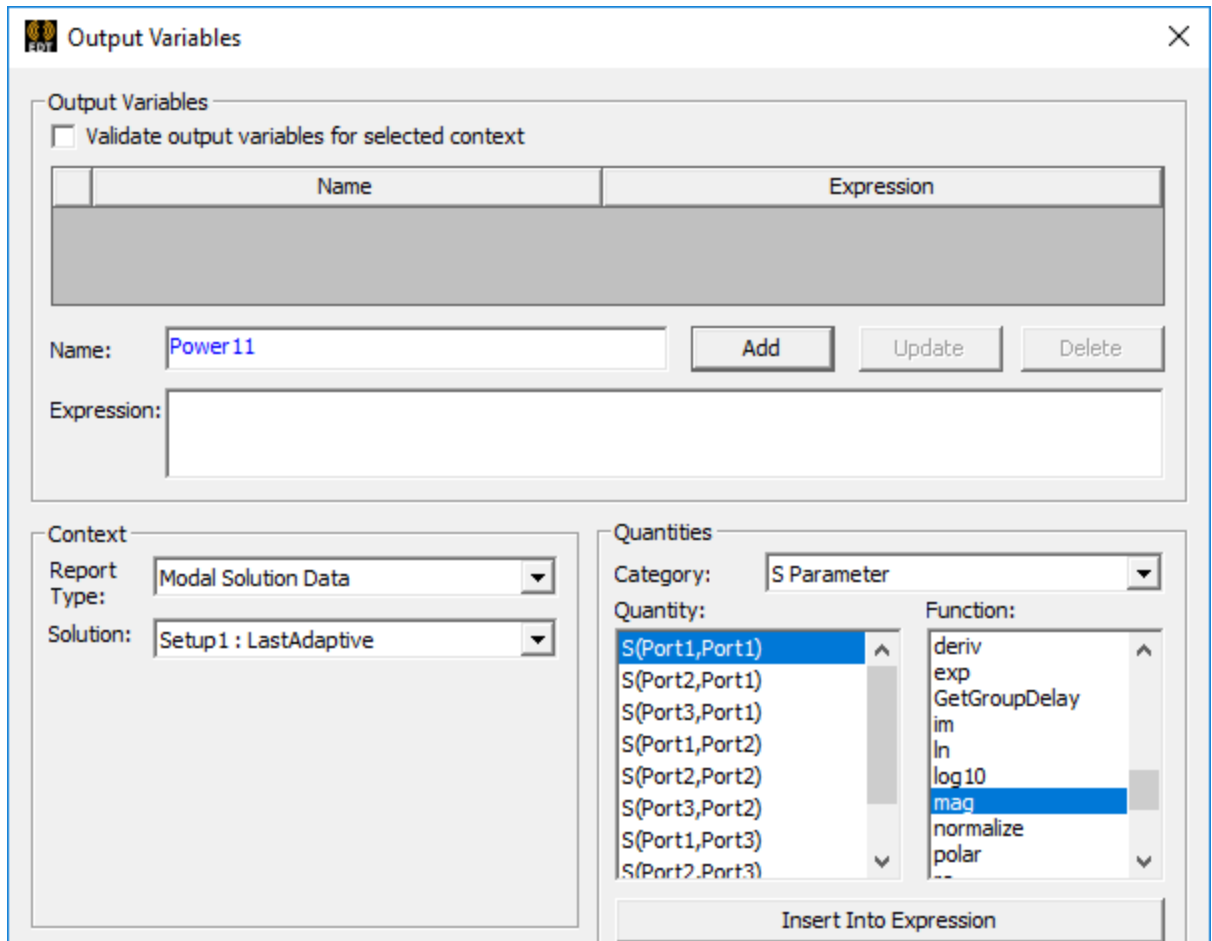 EDT
Output Variables
Output Variables
Validate output variables for selected context
Name Expression
Name: Power11 Add Update Delete
Expression:
Context
Report Type: Modal Solution Data
Solution: Setup1 : LastAdaptive
Quantities
Category: S Parameter
Quantity: Function:
S(Port1,Port1)
S(Port2,Port1)
S(Port3,Port1)
S(Port1,Port2)
S(Port2,Port2)
S(Port3,Port2)
S(Port1,Port3)
S(Port2,Port3)
deriv
exp
GetGroupDelay
im
ln
log10
mag
normalize
polar
Insert Into Expression